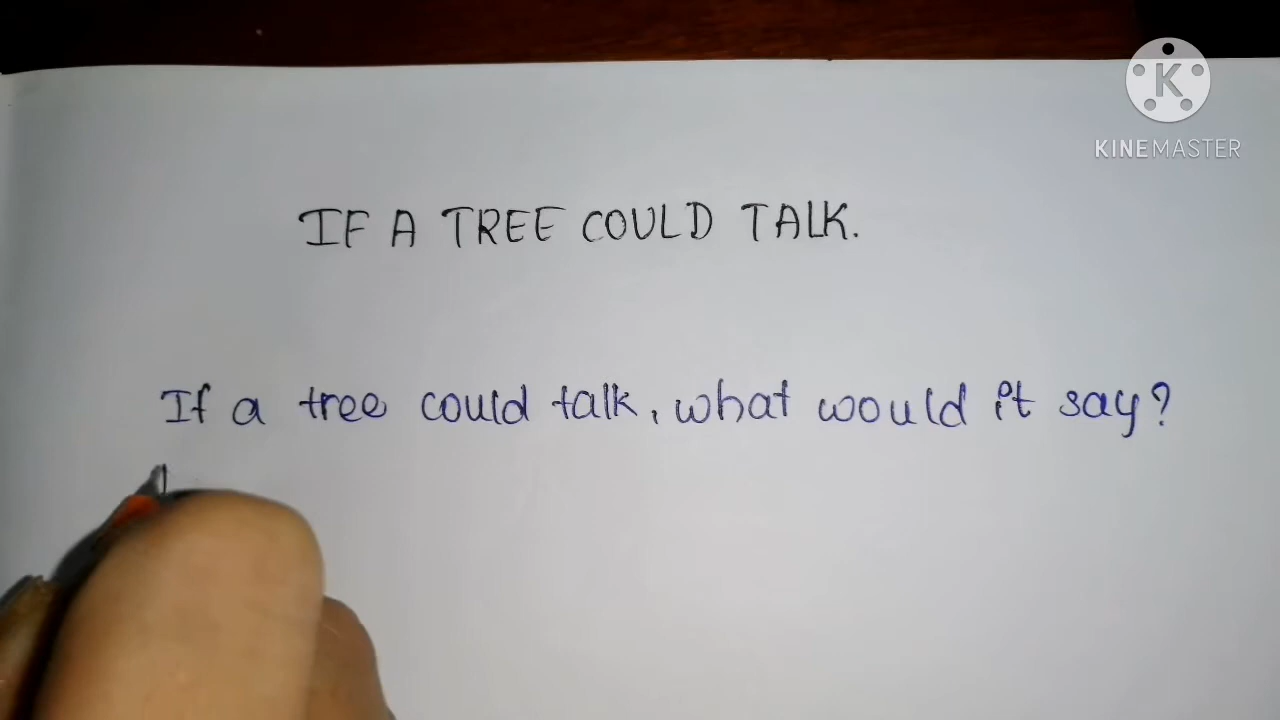 KINEMASTER
IF A TREE COULD TALK.
If a tree could talk, what would it say?